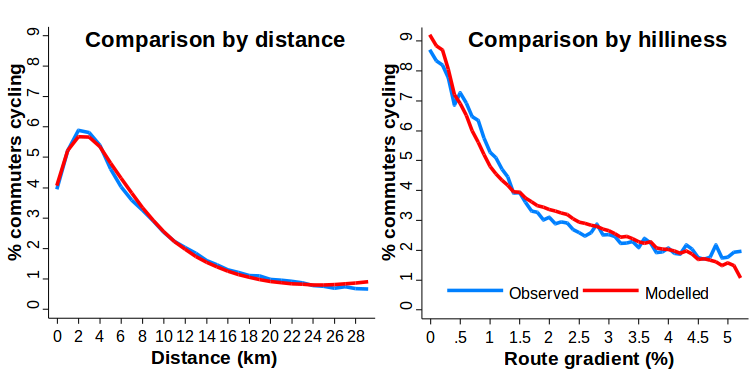 Comparison by distance
% commuters cycling
9
8
7
6
5
4
3
2
1
0
0 2 4 6 8 10 12 14 16 18 20 22 24 26 28
Distance (km)
Comparison by hilliness
% commuters cycling
9
8
7
6
5
4
3
2
1
0
Observed Modelled
0 .5 1 1.5 2 2.5 3 3.5 4 4.5 5
Route gradient (%)